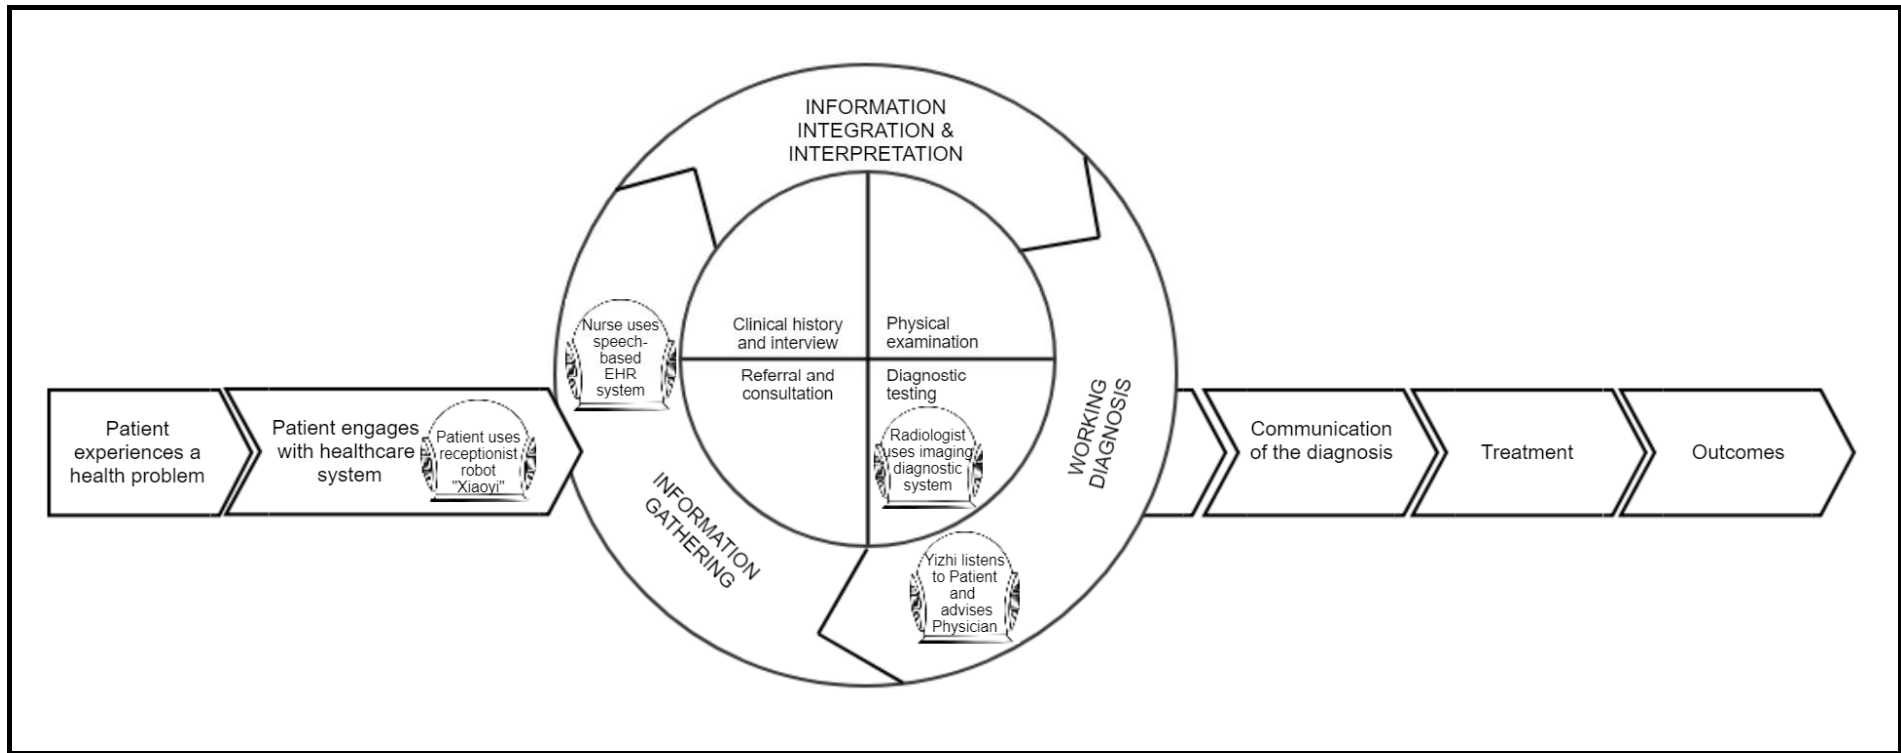 Patient
experiences a
health problem
Patient engages
with healthcare
system
Patient uses
receptionist
robot
"Xiaoyi"
Nurse uses
speech-
based
EHR
system
INFORMATION
GATHERING
INFORMATION
INTEGRATION &
INTERPRETATION
Clinical history
and interview
Physical
examination
Referral and
consultation
Diagnostic
testing
Radiologist
uses imaging
diagnostic
system
Yizhi listens
to Patient
and
advises
Physician
WORKING
DIAGNOSIS
Communication
of the diagnosis
Treatment
Outcomes